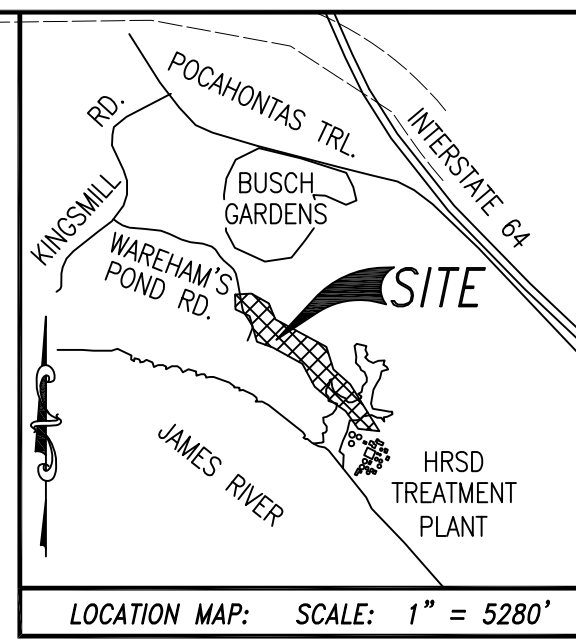 POCAHONTAS TRL.
INTERSTATE 64
KINGSMILL RD.
BUSCH
GARDENS
WAREHAM'S
POND RD.
SITE
JAMES RIVER
HRSD
TREATMENT
PLANT
LOCATION MAP: SCALE: 1" = 5280'